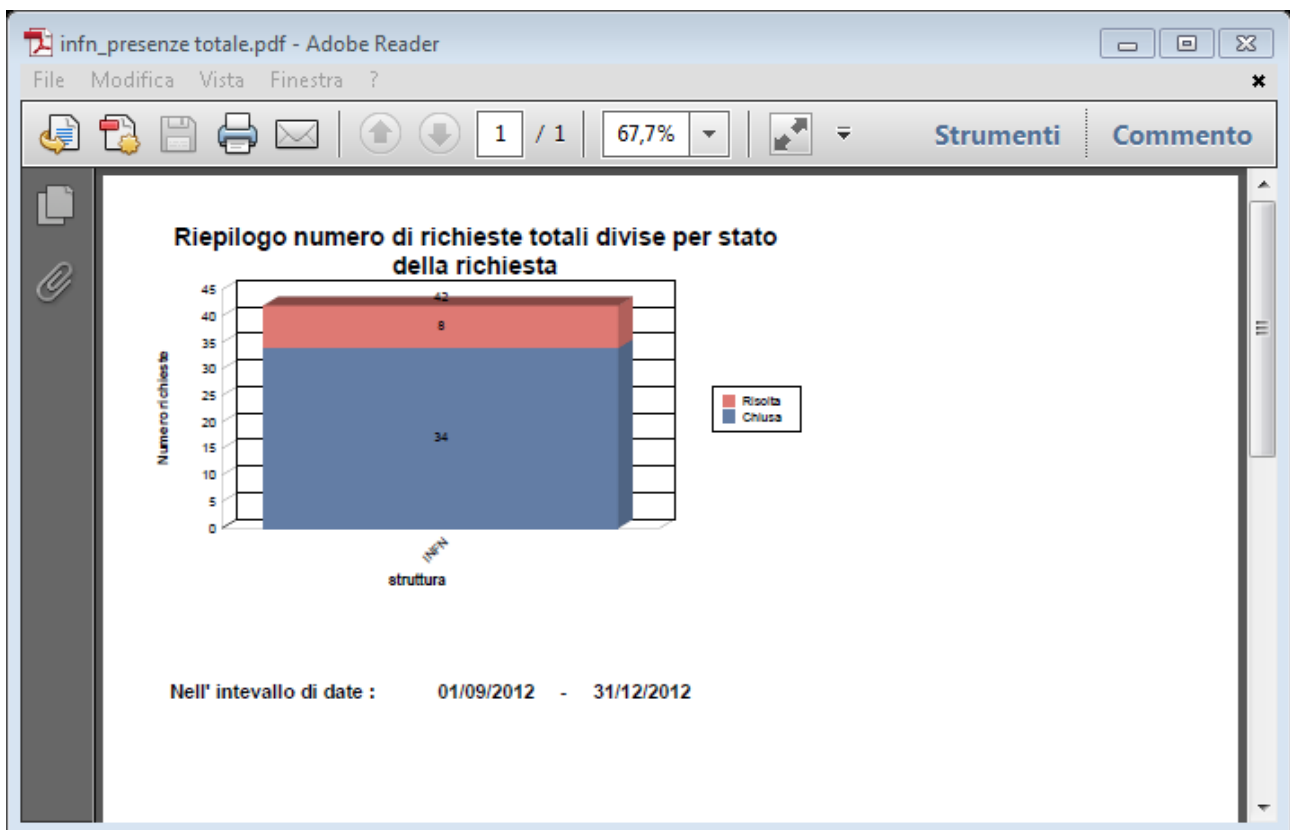 infn_presenze totale.pdf - Adobe Reader
File Modifica Vista Finestra ?
1 / 1 67,7% Strumenti Commento
Riepilogo numero di richieste totali divise per stato
della richiesta
45
40
35
30
25
20
15
10
5
0
Numero richieste
42
8
34
INFN
struttura
Risolta
Chiusa
Nell' intevallo di date : 01/09/2012 - 31/12/2012